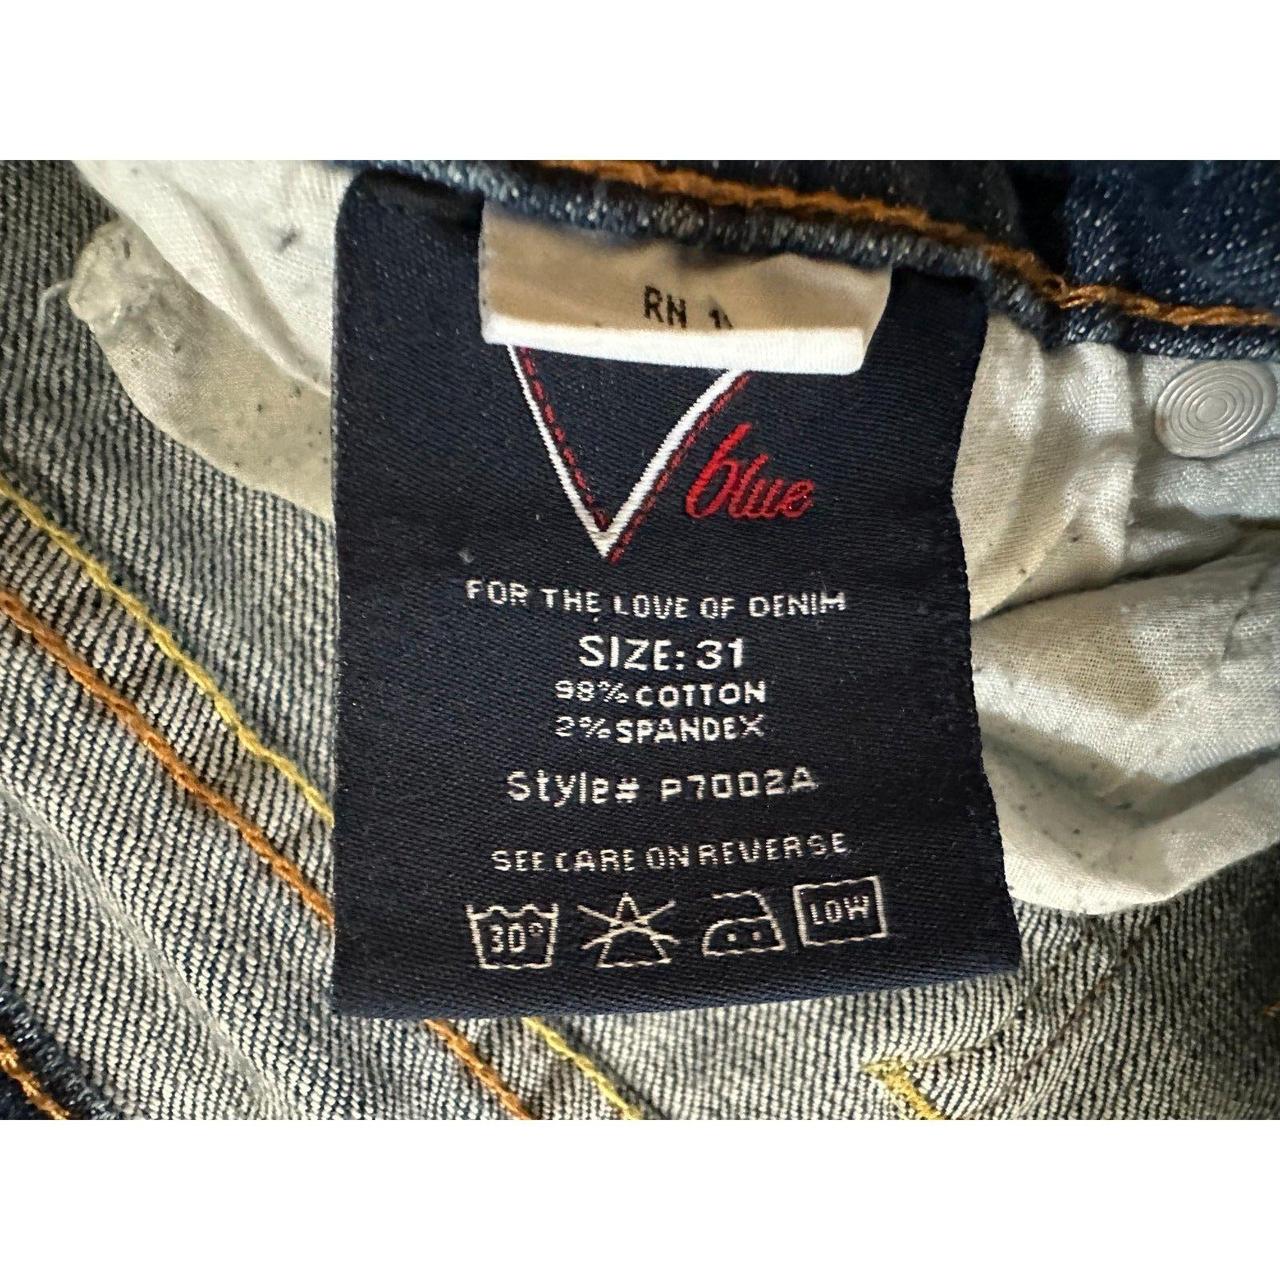 RN
V blue
FOR THE LOVE OF DENIM
SIZE: 31
98% COTTON
2% SPANDEX
Style# P7002A
SEE CARE ON REVERSE
30° LOW